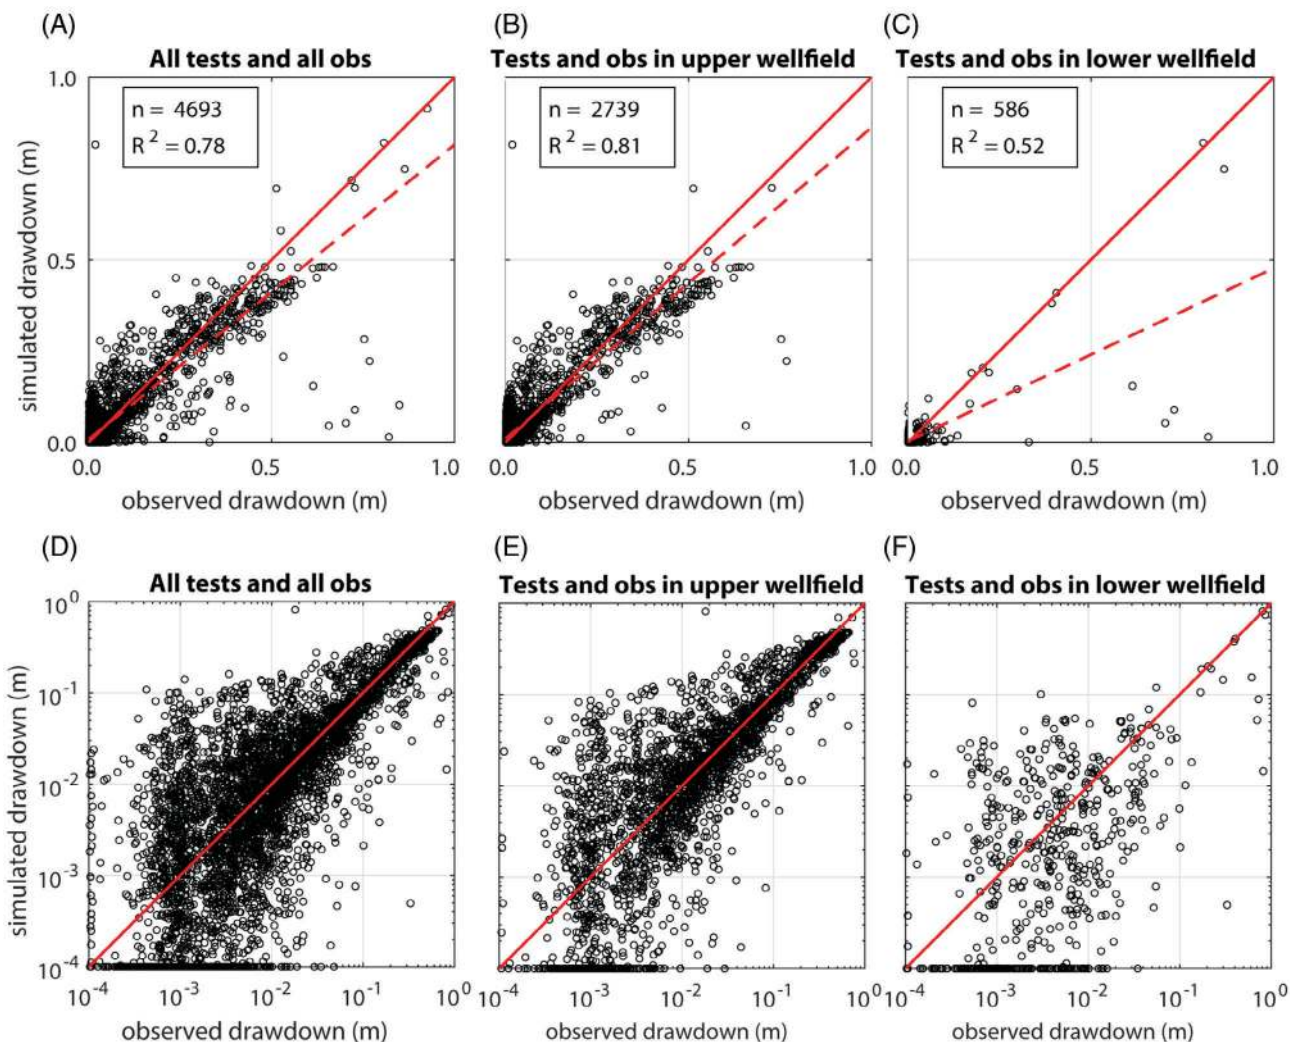 (A)
All tests and all obs
n = 4693
R 2 = 0.78
1.0
0.5
0.0
simulated drawdown (m)
0.0 0.5 1.0
observed drawdown (m)
(B)
Tests and obs in upper wellfield
n = 2739
R 2 = 0.81
0.0 0.5 1.0
observed drawdown (m)
(C)
Tests and obs in lower wellfield
n = 586
R 2 = 0.52
0.0 0.5 1.0
observed drawdown (m)
(D)
All tests and all obs
10 0
10 -1
10 -2
10 -3
10 -4
simulated drawdown (m)
10 -4 10 -3 10 -2 10 -1 10 0
observed drawdown (m)
(E)
Tests and obs in upper wellfield
10 -4 10 -3 10 -2 10 -1 10 0
observed drawdown (m)
(F)
Tests and obs in lower wellfield
10 -4 10 -3 10 -2 10 -1 10 0
observed drawdown (m)